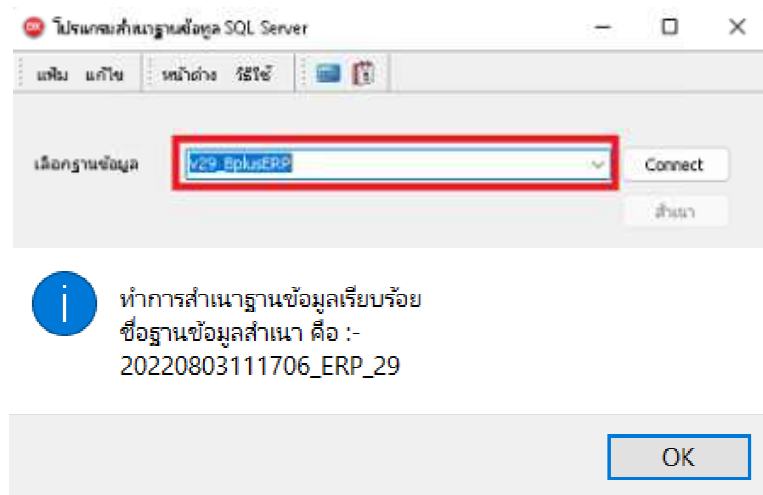 โปรแกรมสำเนาฐานข้อมูล SQL Server
แฟ้ม แก้ไข หน้าต่าง วิธีใช้
เลือกฐานข้อมูล v29_BplusERP Connect
สำเนา
ทำการสำเนาฐานข้อมูลเรียบร้อย
ชื่อฐานข้อมูลสำเนา คือ :-
20220803111706_ERP_29
OK